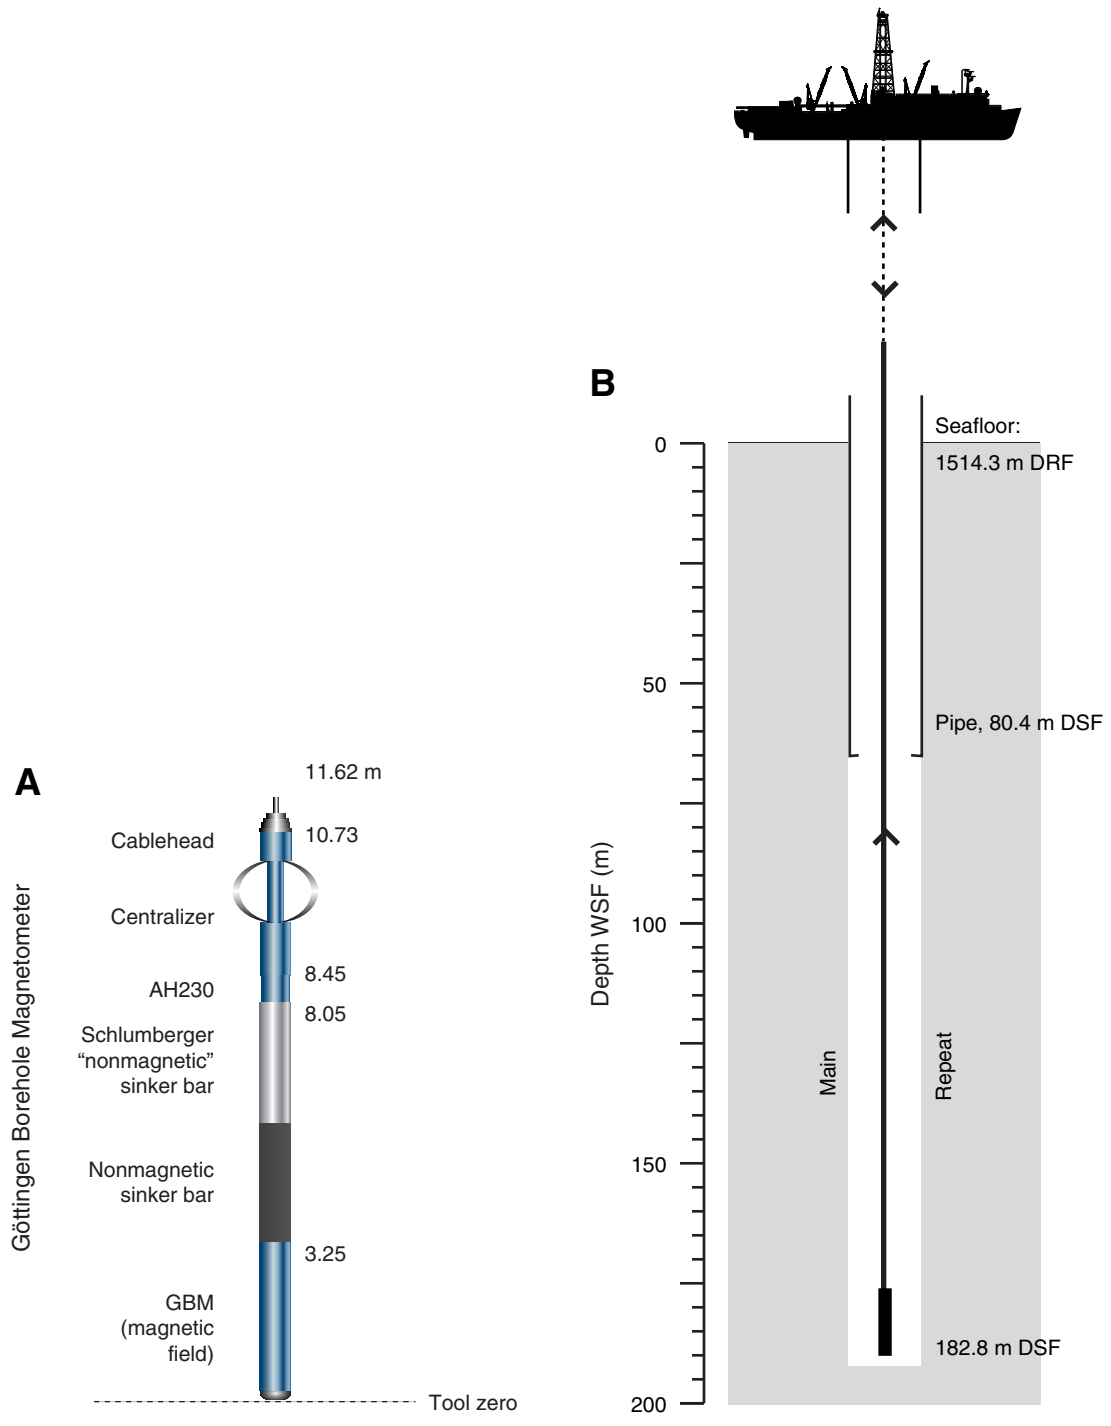 A
Göttingen Borehole Magnetometer
11.62 m
10.73
Cablehead
Centralizer
8.45
AH230
8.05
Schlumberger
“nonmagnetic”
sinker bar
Nonmagnetic
sinker bar
3.25
GBM
(magnetic
field)
Tool zero
B
Depth WSF (m)
0
50
100
150
200
Seafloor:
1514.3 m DRF
Pipe, 80.4 m DSF
Main
Repeat
182.8 m DSF